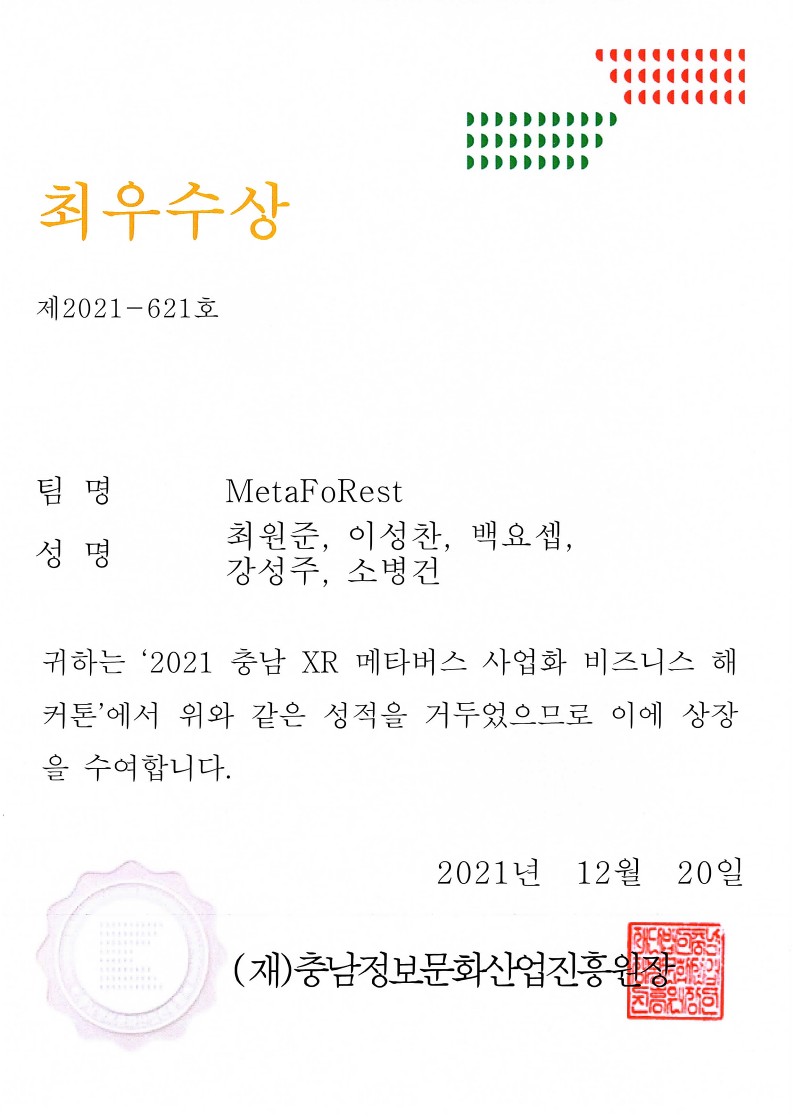 최우수상
제2021-621호
팀 명 MetaFoRest
성 명 최원준, 이성찬, 백요셉,
강성주, 소병건
귀하는 ‘2021 충남 XR 메타버스 사업화 비즈니스 해
커톤’에서 위와 같은 성적을 거두었으므로 이에 상장
을 수여합니다.
2021년 12월 20일
(재)충남정보문화산업진흥원장